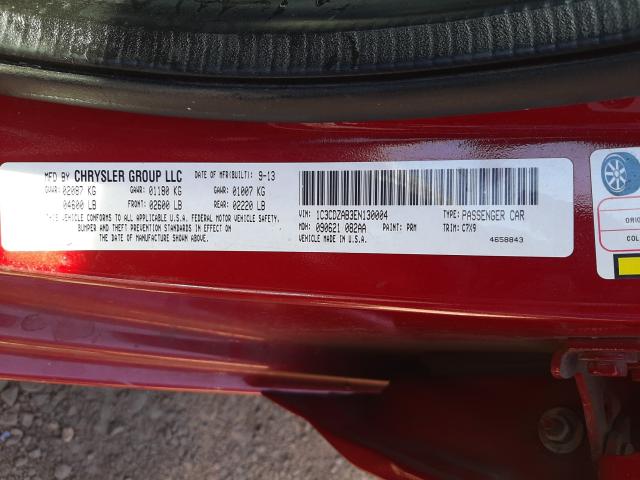 MFD BY CHRYSLER GROUP LLC DATE OF MFR(BUILT): 9-13
GVWR: 02087 KG GAWR: 01180 KG GAWR: 01007 KG
04600 LB FRONT: 02600 LB REAR: 02220 LB
THIS VEHICLE CONFORMS TO ALL APPLICABLE U.S.A. FEDERAL MOTOR VEHICLE SAFETY,
BUMPER AND THEFT PREVENTION STANDARDS IN EFFECT ON
THE DATE OF MANUFACTURE SHOWN ABOVE.
VIN: 1C3CDZAB3EN130004 TYPE: PASSENGER CAR
MDH: 090621 082AA PAINT: PRM TRIM: C7X9
VEHICLE MADE IN U.S.A. 4658843
COL